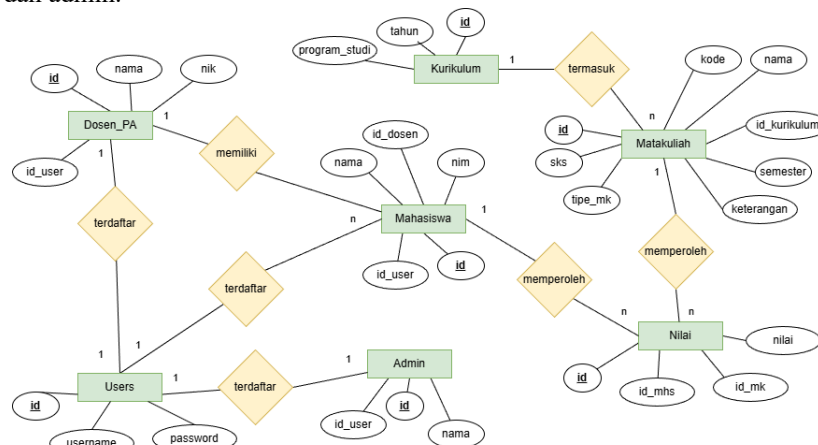 dan admin.
id
tahun
program_studi
Kurikulum
1
termasuk
n
kode
nama
id_kurikulum
Matakuliah
id
sks
tipe_mk
semester
keterangan
1
id
nama
nik
Dosen_PA
1
1
id_user
memiliki
id_dosen
nama
nim
n
Mahasiswa
1
id_user
id
terdaftar
terdaftar
memperoleh
memperoleh
n
n
Nilai
nilai
id
id_mhs
id_mk
1
1
Users
1
id
username
password
terdaftar
1
Admin
id_user
id
nama